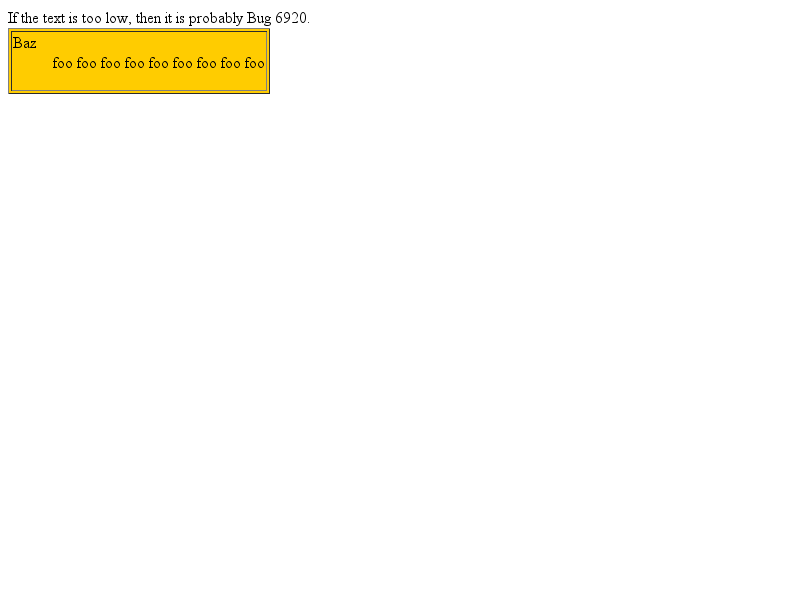 If the text is too low, then it is probably Bug 6920.
Baz
foo foo foo foo foo foo foo foo foo